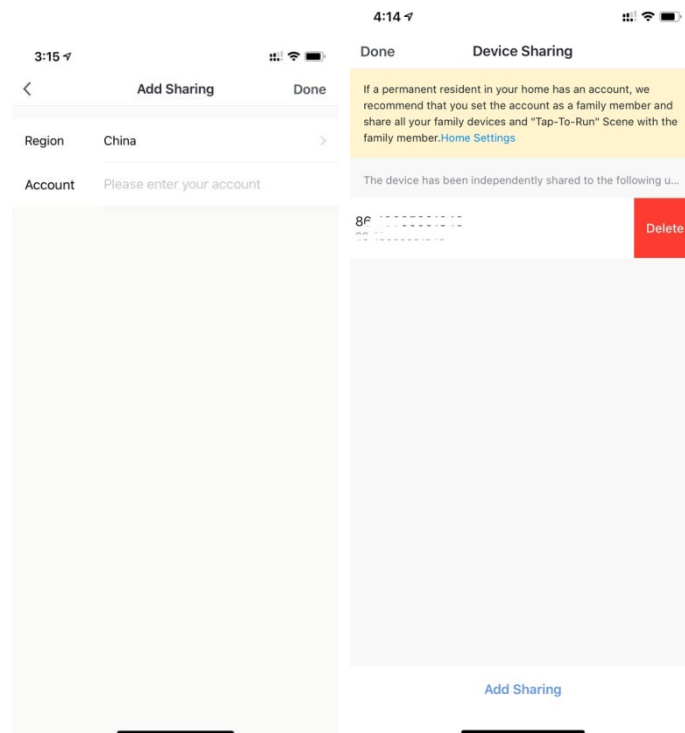 3:15
Add Sharing
Done
Region
China
Account
Please enter your account
4:14
Done
Device Sharing
If a permanent resident in your home has an account, we
recommend that you set the account as a family member and
share all your family devices and "Tap-To-Run" Scene with the
family member.Home Settings
The device has been independently shared to the following u...
Delete
Add Sharing